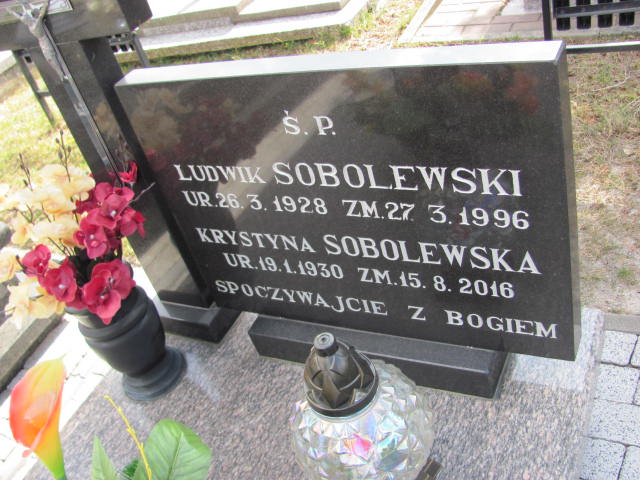 Ś.P.
LUDWIK SOBOLEWSKI
UR.26.3.1928 ZM.27.3.1996
KRYSTYNA SOBOLEWSKA
UR.19.1.1930 ZM.15.8.2016
SPOCZYWAJCIE Z BOGIEM